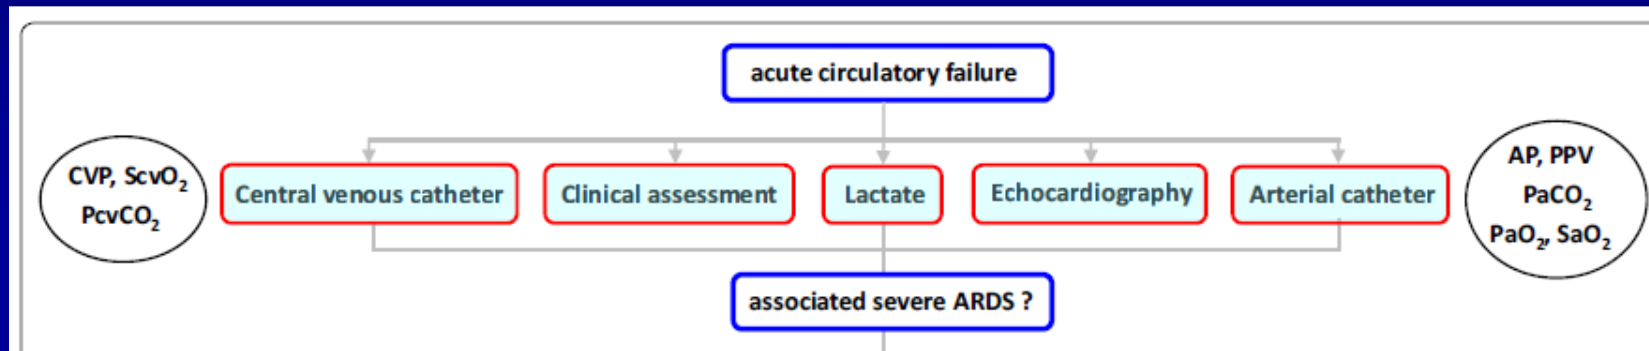 acute circulatory failure
CVP, ScvO₂
PcvCO₂
Central venous catheter
Clinical assessment
Lactate
Echocardiography
Arterial catheter
AP, PPV
PaCO₂
PaO₂, SaO₂
associated severe ARDS ?